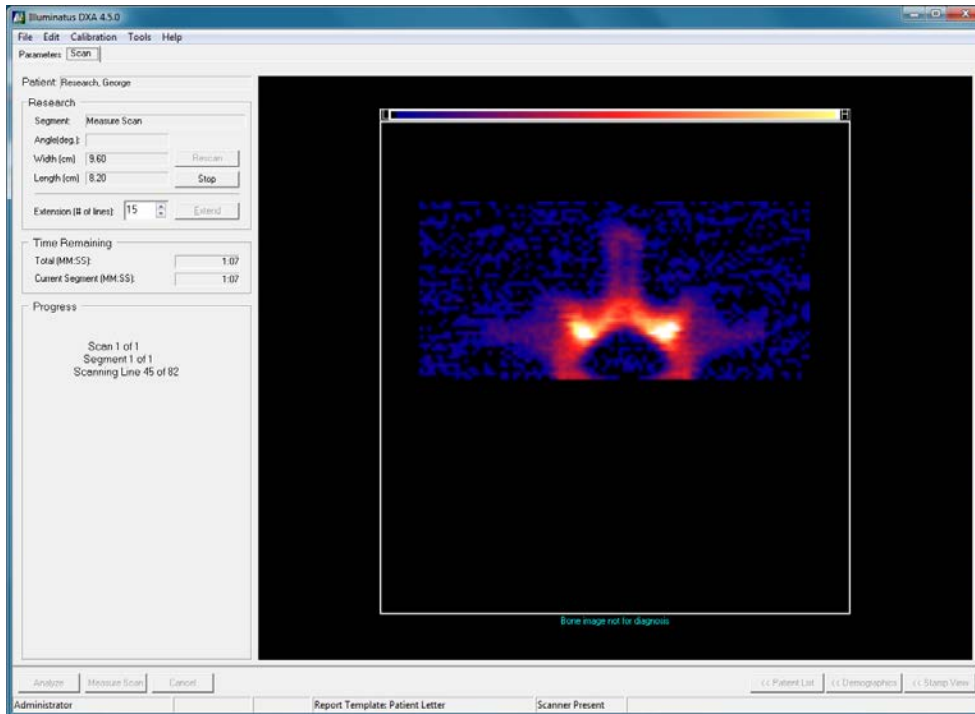 Illuminatus DXA 4.5.0
File Edit Calibration Tools Help
Parameters Scan
Patient: Research, George
Research
Segment: Measure Scan
Angle(deg.):
Width (cm) 9.60 Rescan
Length (cm) 8.20 Stop
Extension (# of lines): 15 Extend
Time Remaining
Total (MM:SS): 1:07
Current Segment (MM:SS): 1:07
Progress
Scan 1 of 1
Segment 1 of 1
Scanning Line 45 of 82
L H
Bone image not for diagnosis
Analyze Measure Scan Cancel << Patient List << Demographics << Stamp View
Administrator Report Template: Patient Letter Scanner Present